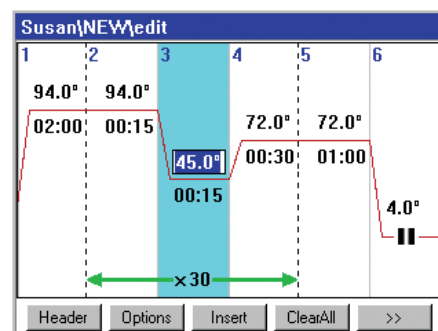 Susan\NEW\edit
1 2 3 4 5 6
94.0° 94.0°
02:00 00:15
72.0° 72.0°
45.0° 00:30 01:00
00:15
4.0°
×30
Header Options Insert ClearAll >>